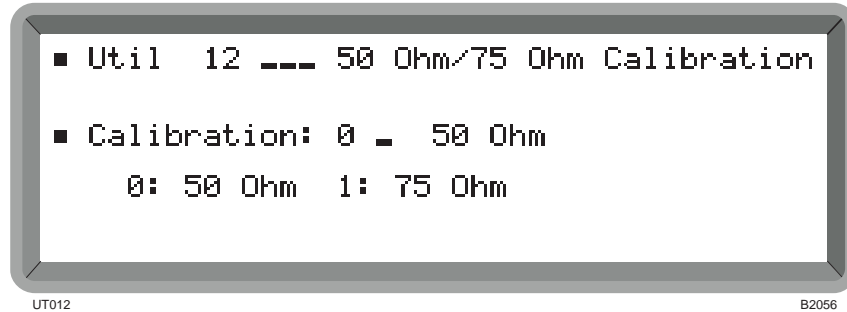 ▪ Util 12 ___ 50 Ohm/75 Ohm Calibration
▪ Calibration: 0 _ 50 Ohm
0: 50 Ohm 1: 75 Ohm
UT012 B2056